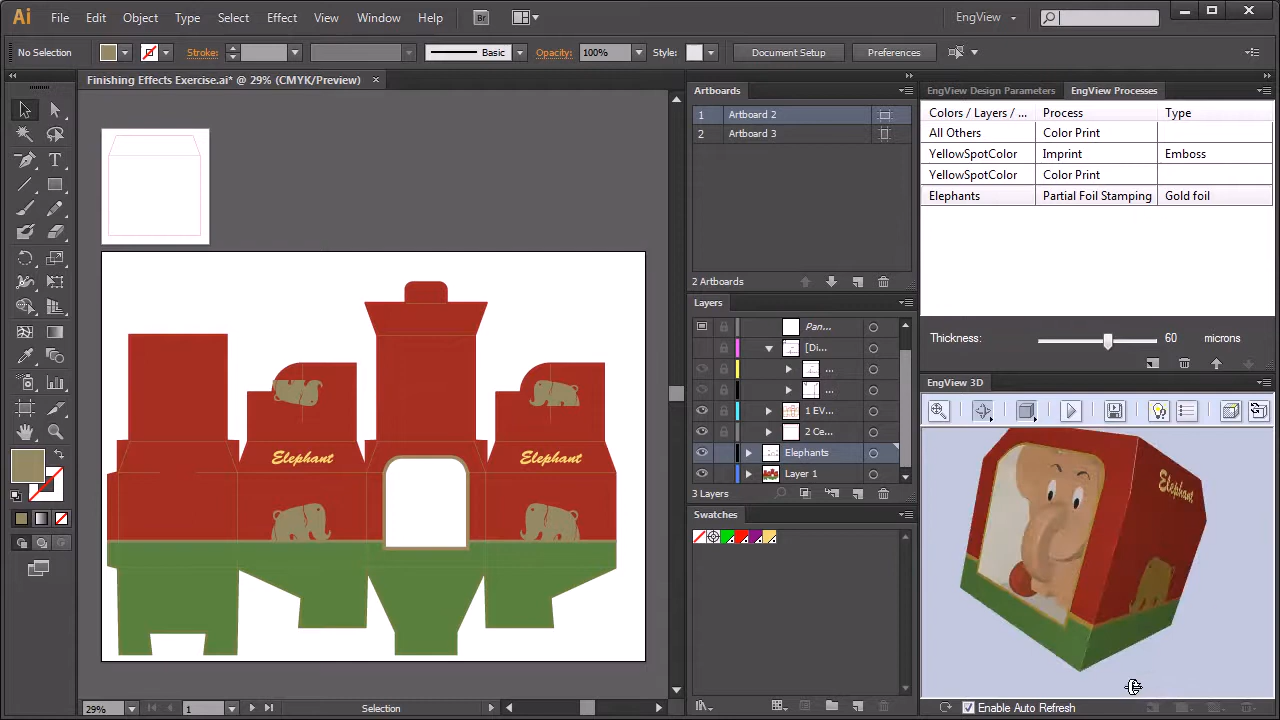 Ai File Edit Object Type Select Effect View Window Help Br EngView
No Selection Stroke: Basic Opacity: 100% Style: Document Setup Preferences
Finishing Effects Exercise.ai* @ 29% (CMYK/Preview)
Artboards
1 Artboard 2
2 Artboard 3
2 Artboards
Layers
Pan...
[Di...
...
...
1 EV...
2 Ce...
Elephants
Layer 1
3 Layers
Swatches
EngView Design Parameters EngView Processes
Colors / Layers / ... Process Type
All Others Color Print
YellowSpotColor Imprint Emboss
YellowSpotColor Color Print
Elephants Partial Foil Stamping Gold foil
Thickness: 60 microns
EngView 3D
Elephant
Enable Auto Refresh
Elephant Elephant
29% 1 Selection